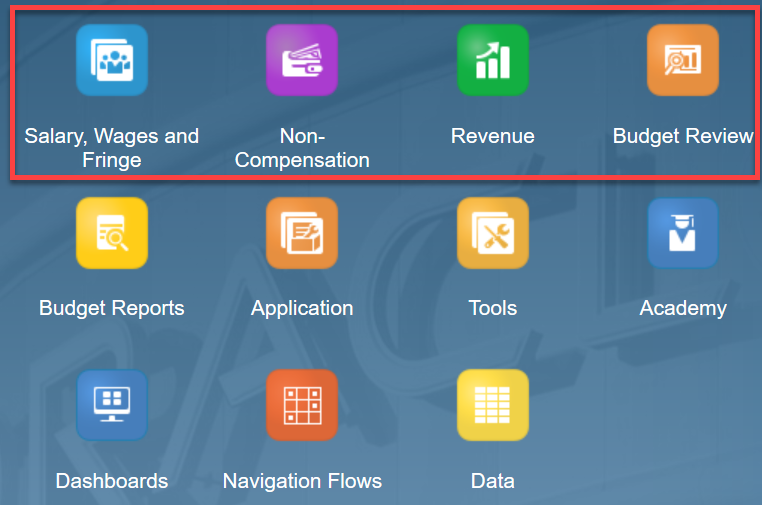 Salary, Wages and
Fringe
Non-
Compensation
Revenue
Budget Review
Budget Reports
Application
Tools
Academy
Dashboards
Navigation Flows
Data